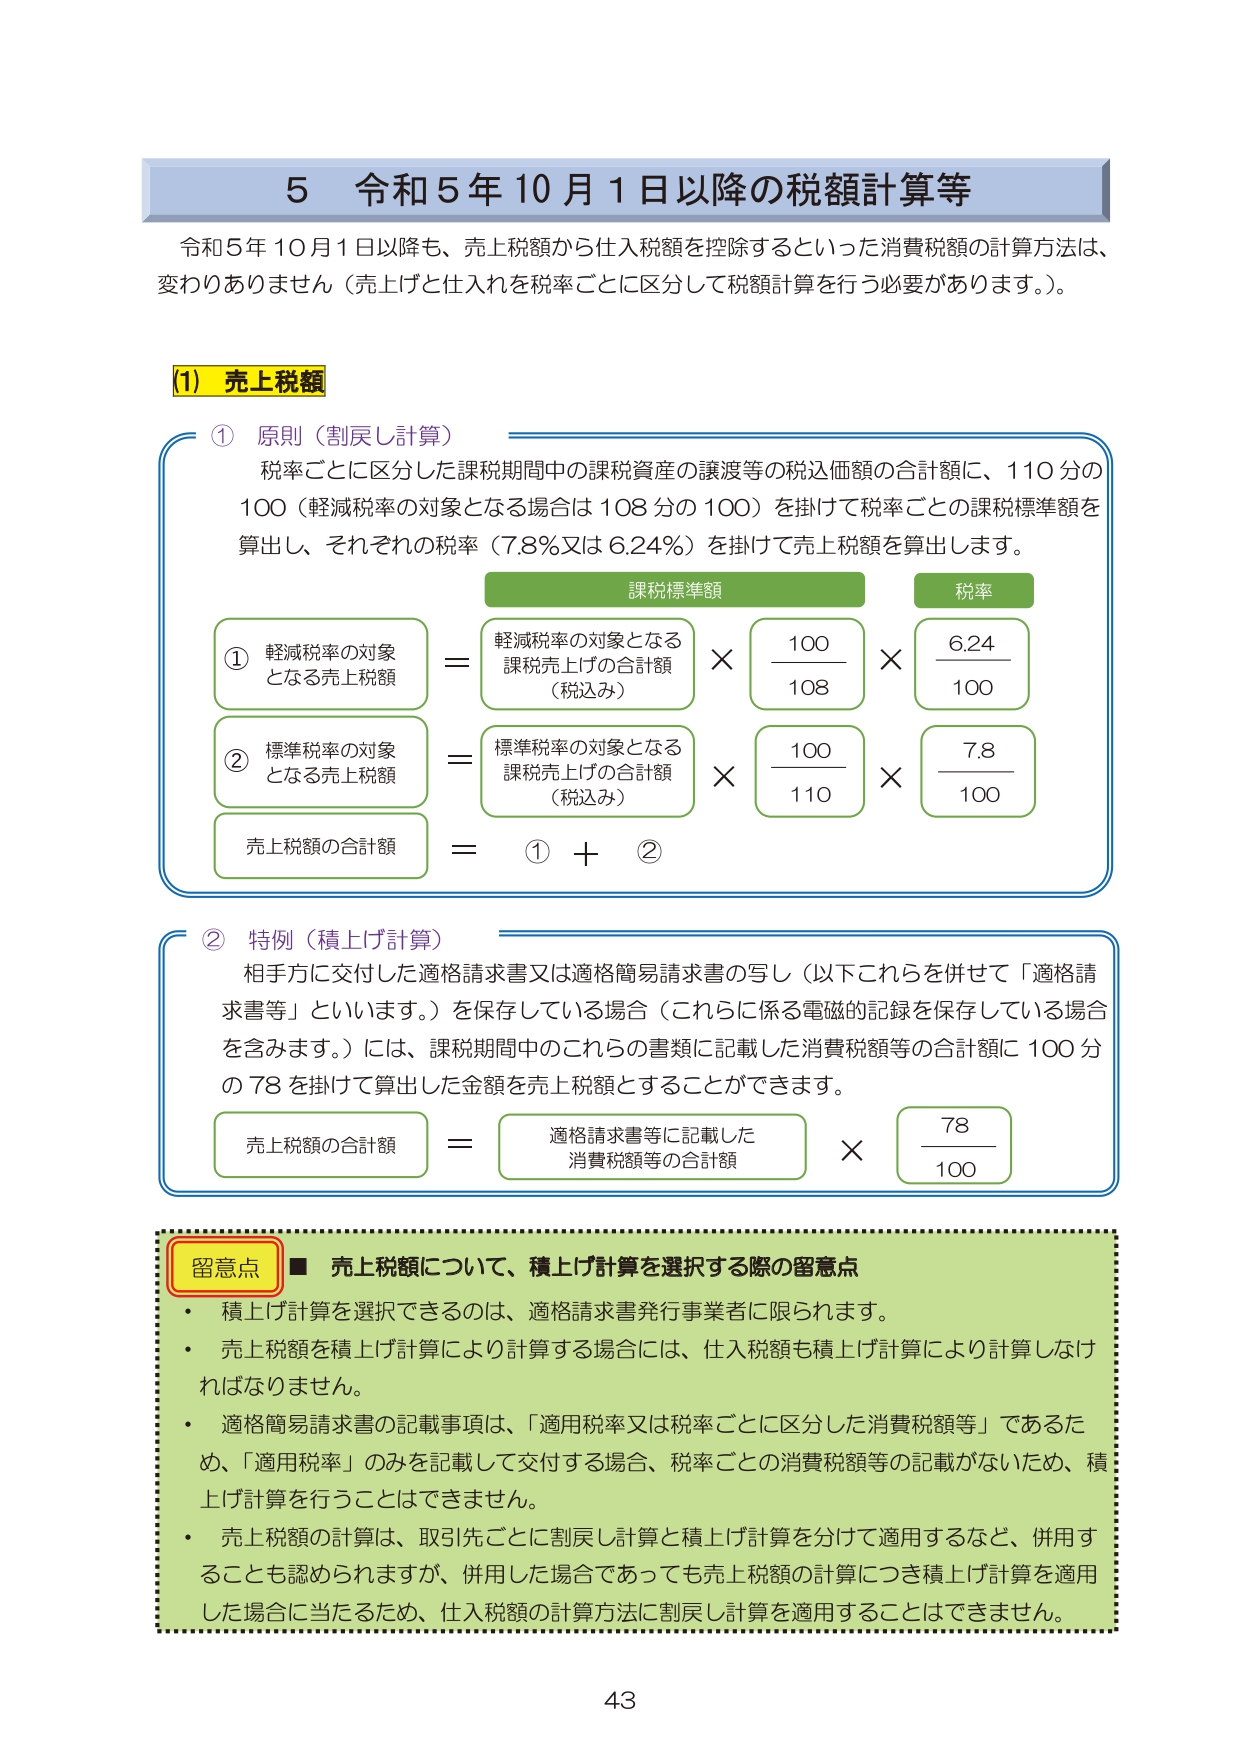 ５　令和５年 10 月１日以降の税額計算等
令和５年 10 月１日以降も、売上税額から仕入税額を控除するといった消費税額の計算方法は、
変わりありません（売上げと仕入れを税率ごとに区分して税額計算を行う必要があります。）。
(1)　売上税額
①　原則（割戻し計算）
税率ごとに区分した課税期間中の課税資産の譲渡等の税込価額の合計額に、110 分の
100（軽減税率の対象となる場合は 108 分の 100）を掛けて税率ごとの課税標準額を
算出し、それぞれの税率（7.8％又は 6.24％）を掛けて売上税額を算出します。
課税標準額　税率
① 軽減税率の対象
となる売上税額
＝
軽減税率の対象となる
課税売上げの合計額
（税込み）
×
100
108
×
6.24
100
② 標準税率の対象
となる売上税額
＝
標準税率の対象となる
課税売上げの合計額
（税込み）
×
100
110
×
7.8
100
売上税額の合計額　＝　①　＋　②
②　特例（積上げ計算）
相手方に交付した適格請求書又は適格簡易請求書の写し（以下これらを併せて「適格請
求書等」といいます。）を保存している場合（これらに係る電磁的記録を保存している場合
を含みます。）には、課税期間中のこれらの書類に記載した消費税額等の合計額に 100 分
の 78 を掛けて算出した金額を売上税額とすることができます。
売上税額の合計額
＝
適格請求書等に記載した
消費税額等の合計額
×
78
100
留意点　■　売上税額について、積上げ計算を選択する際の留意点
・　積上げ計算を選択できるのは、適格請求書発行事業者に限られます。
・　売上税額を積上げ計算により計算する場合には、仕入税額も積上げ計算により計算しなけ
ればなりません。
・　適格簡易請求書の記載事項は、「適用税率又は税率ごとに区分した消費税額等」であるた
め、「適用税率」のみを記載して交付する場合、税率ごとの消費税額等の記載がないため、積
上げ計算を行うことはできません。
・　売上税額の計算は、取引先ごとに割戻し計算と積上げ計算を分けて適用するなど、併用す
ることも認められますが、併用した場合であっても売上税額の計算につき積上げ計算を適用
した場合に当たるため、仕入税額の計算方法に割戻し計算を適用することはできません。
43